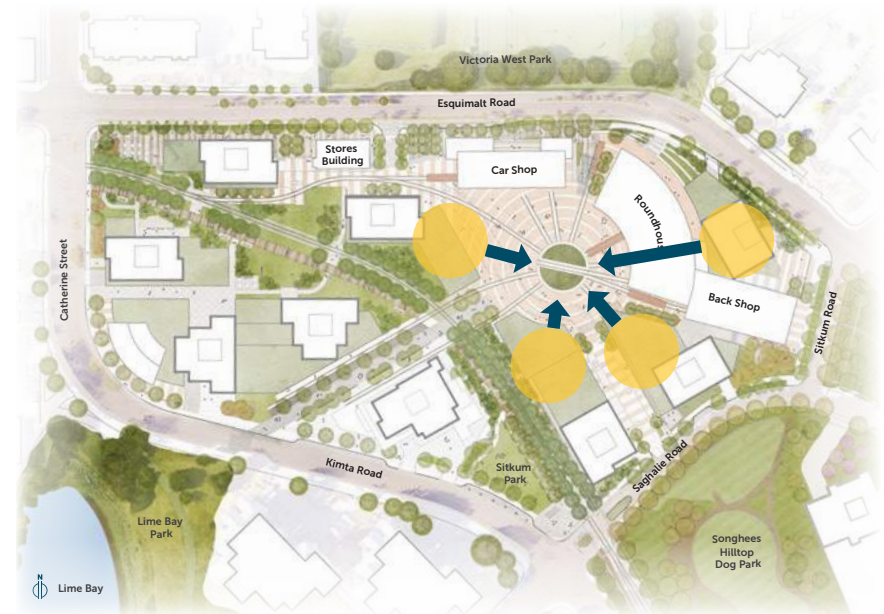 Victoria West Park
Esquimalt Road
Stores
Building
Car Shop
Roundhous
Catherine Street
Back Shop
Sitkum Road
Kimta Road
Sitkum
Park
Saghalie Road
Lime Bay
Park
Songhees
Hilltop
Dog Park
N
Lime Bay